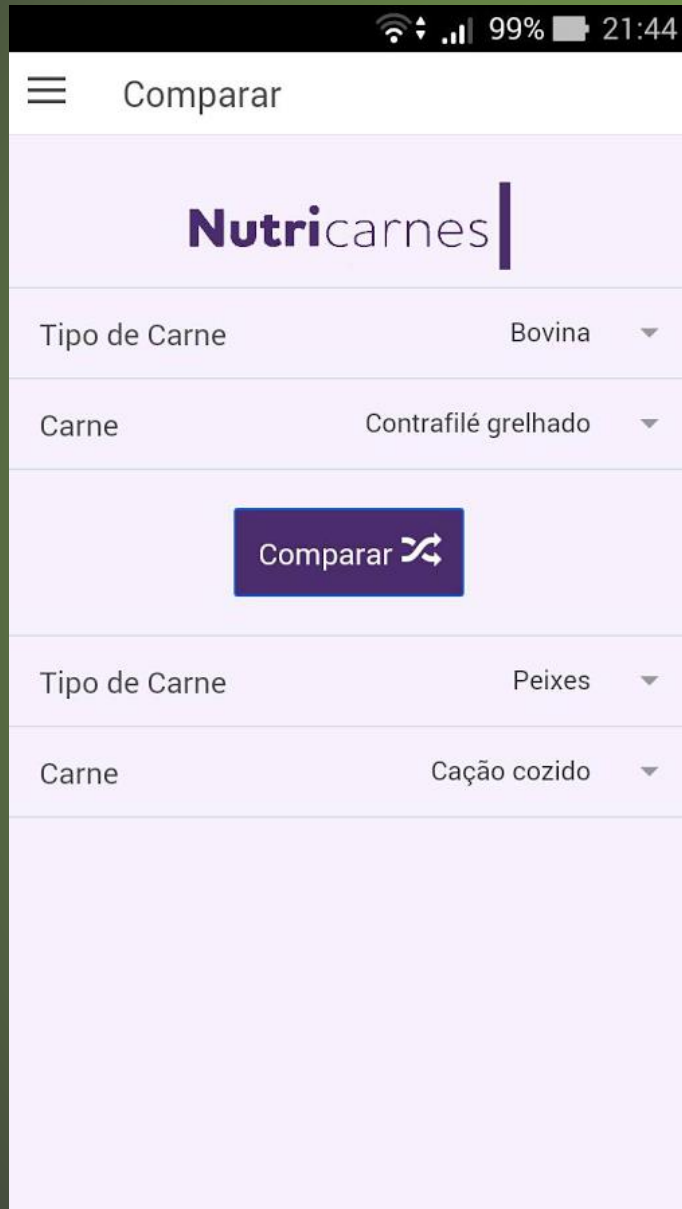 99% 21:44
Comparar
Nutricarnes
Tipo de Carne Bovina
Carne Contrafilé grelhado
Comparar
Tipo de Carne Peixes
Carne Cação cozido